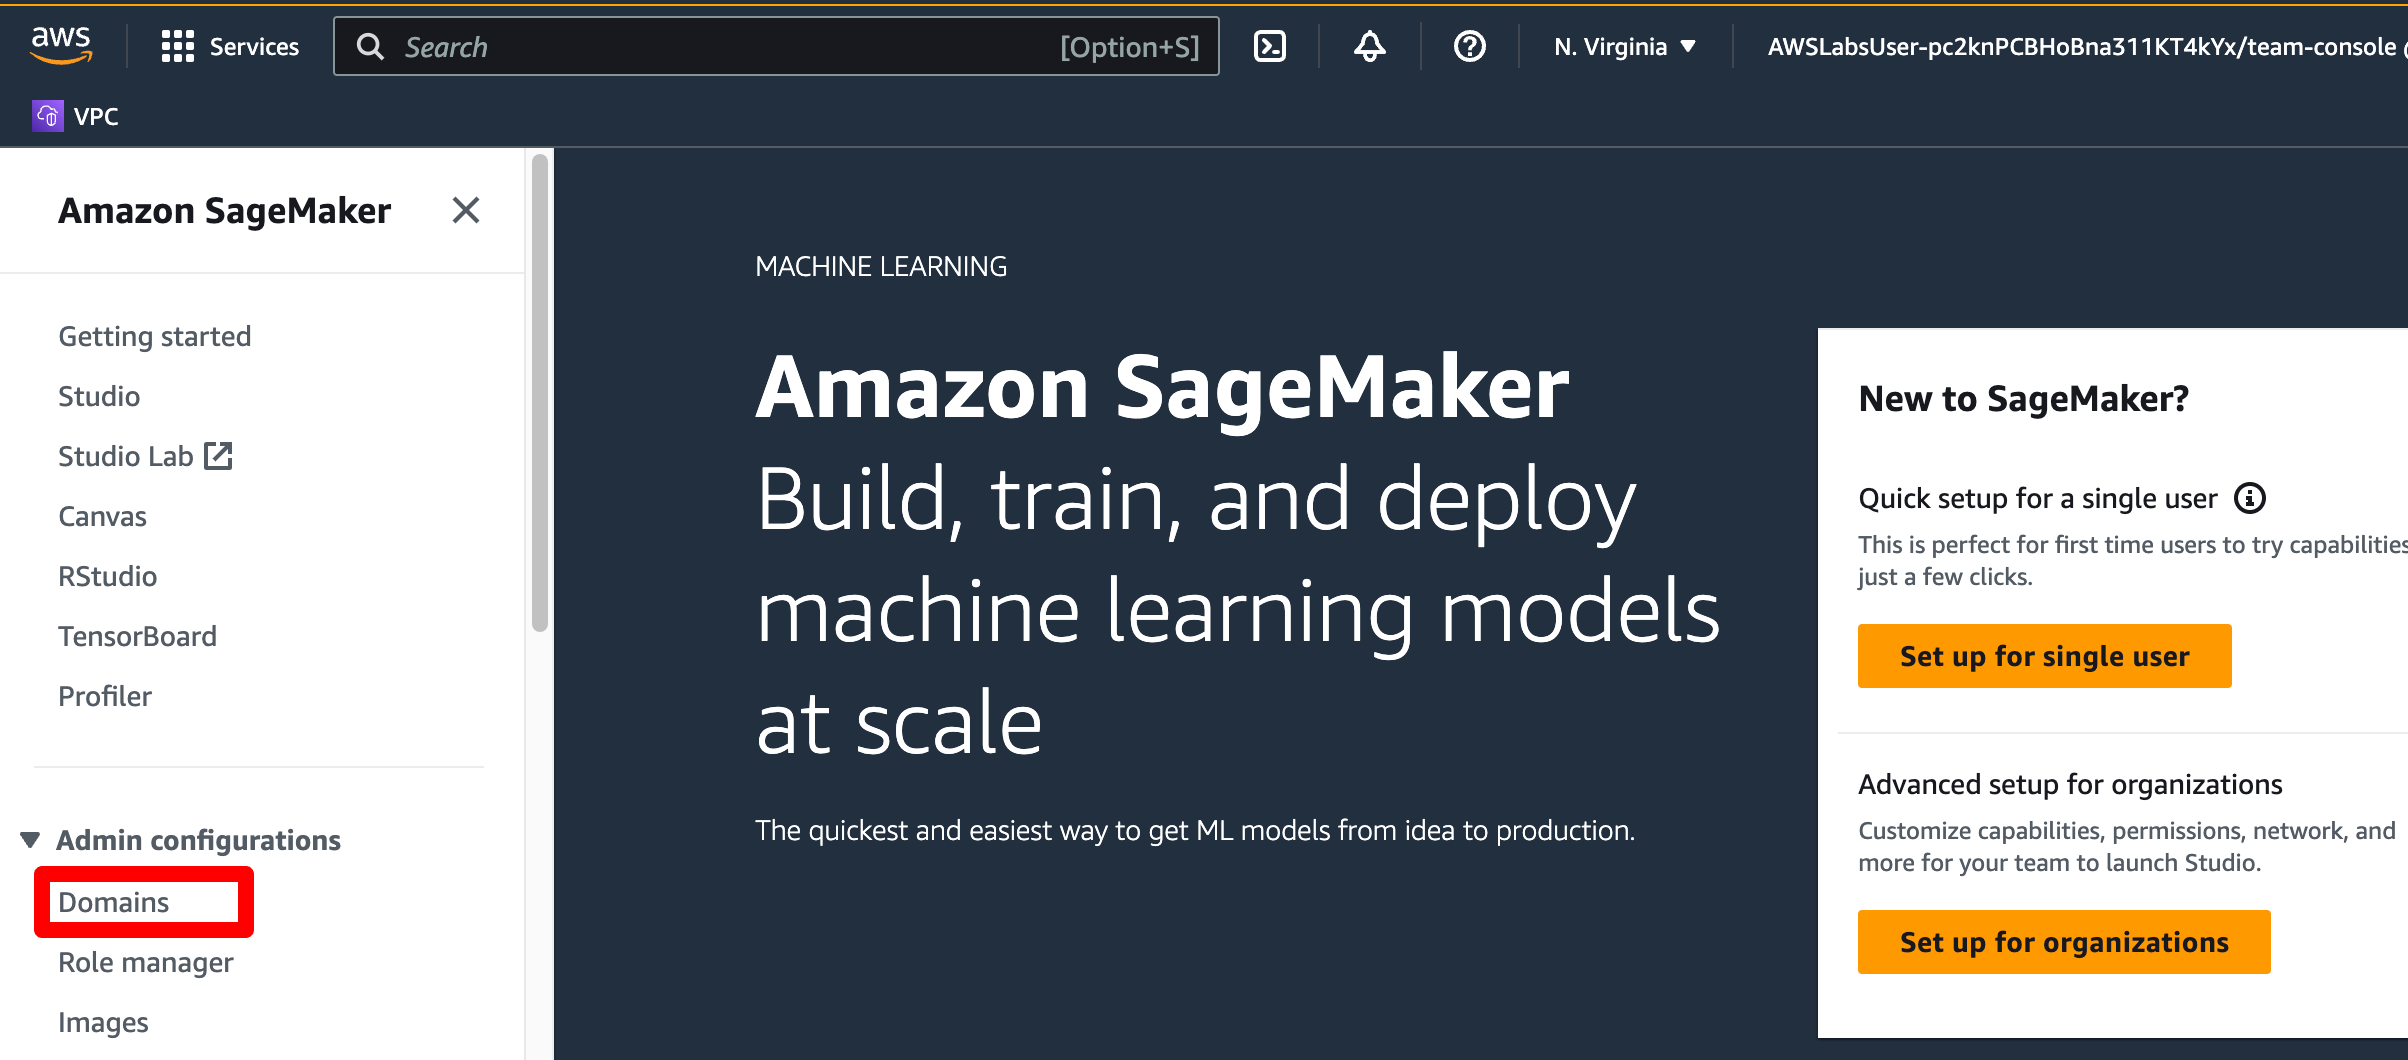 aws
Services
Search [Option+S]
N. Virginia
AWSLabsUser-pc2knPCBHoBna311KT4kYx/team-console
VPC
Amazon SageMaker
Getting started
Studio
Studio Lab
Canvas
RStudio
TensorBoard
Profiler
Admin configurations
Domains
Role manager
Images
MACHINE LEARNING
Amazon SageMaker
Build, train, and deploy
machine learning models
at scale
The quickest and easiest way to get ML models from idea to production.
New to SageMaker?
Quick setup for a single user
This is perfect for first time users to try capabilities
just a few clicks.
Set up for single user
Advanced setup for organizations
Customize capabilities, permissions, network, and
more for your team to launch Studio.
Set up for organizations